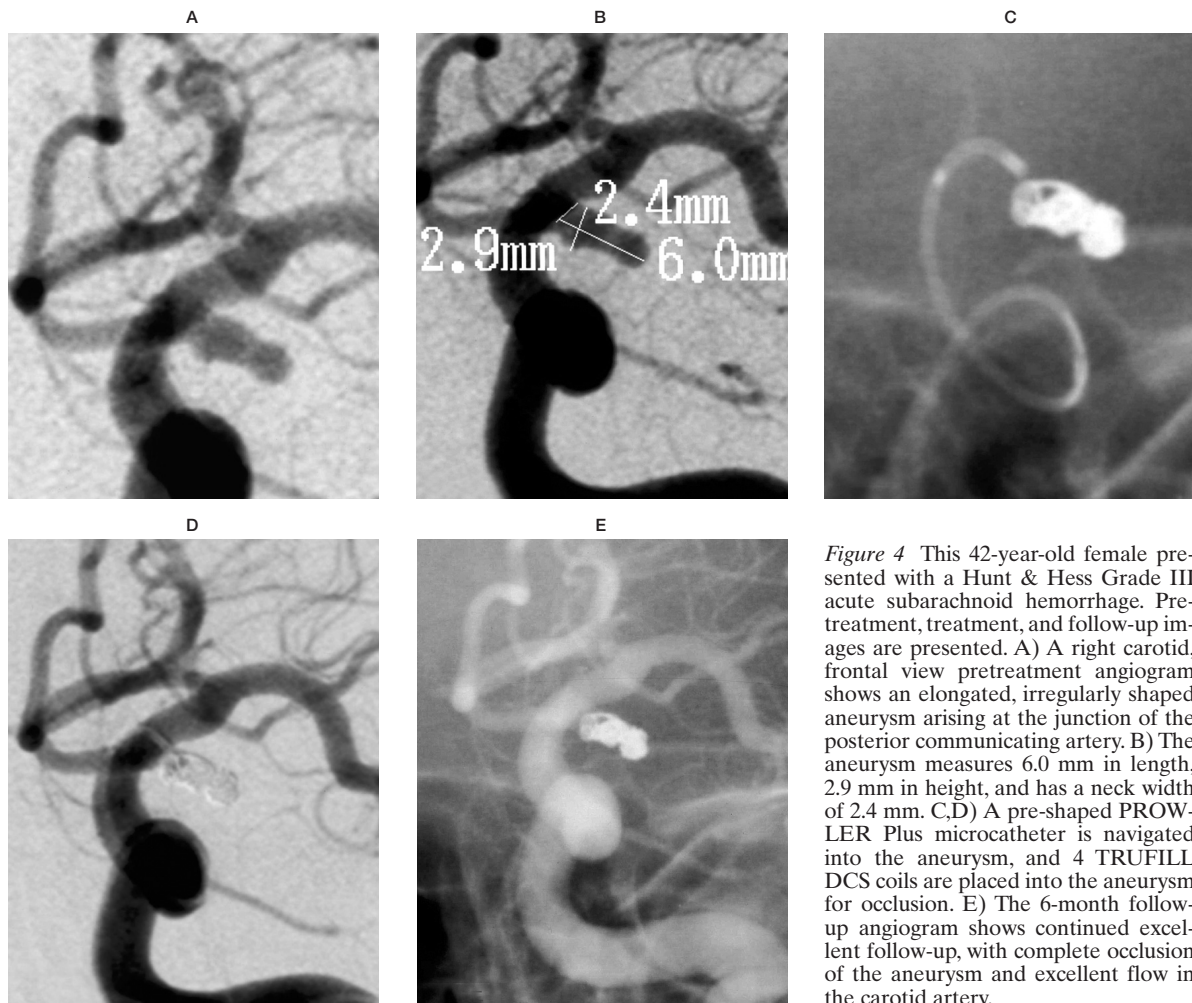 A
B
C
2.4mm
2.9mm
6.0mm
D
E
Figure 4 This 42-year-old female pre-
sented with a Hunt & Hess Grade III
acute subarachnoid hemorrhage. Pre-
treatment, treatment, and follow-up im-
ages are presented. A) A right carotid,
frontal view pretreatment angiogram
shows an elongated, irregularly shaped
aneurysm arising at the junction of the
posterior communicating artery. B) The
aneurysm measures 6.0 mm in length,
2.9 mm in height, and has a neck width
of 2.4 mm. C,D) A pre-shaped PROW-
LER Plus microcatheter is navigated
into the aneurysm, and 4 TRUFILL
DCS coils are placed into the aneurysm
for occlusion. E) The 6-month follow-
up angiogram shows continued excel-
lent follow-up, with complete occlusion
of the aneurysm and excellent flow in
the carotid artery.